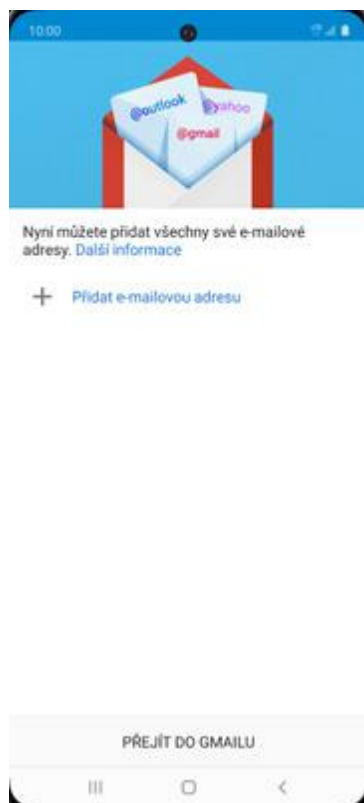 10:00
@outlook
@yahoo
@gmail
Nyní můžete přidat všechny své e-mailové
adresy. Další informace
Přidat e-mailovou adresu
PŘEJÍT DO GMAILU